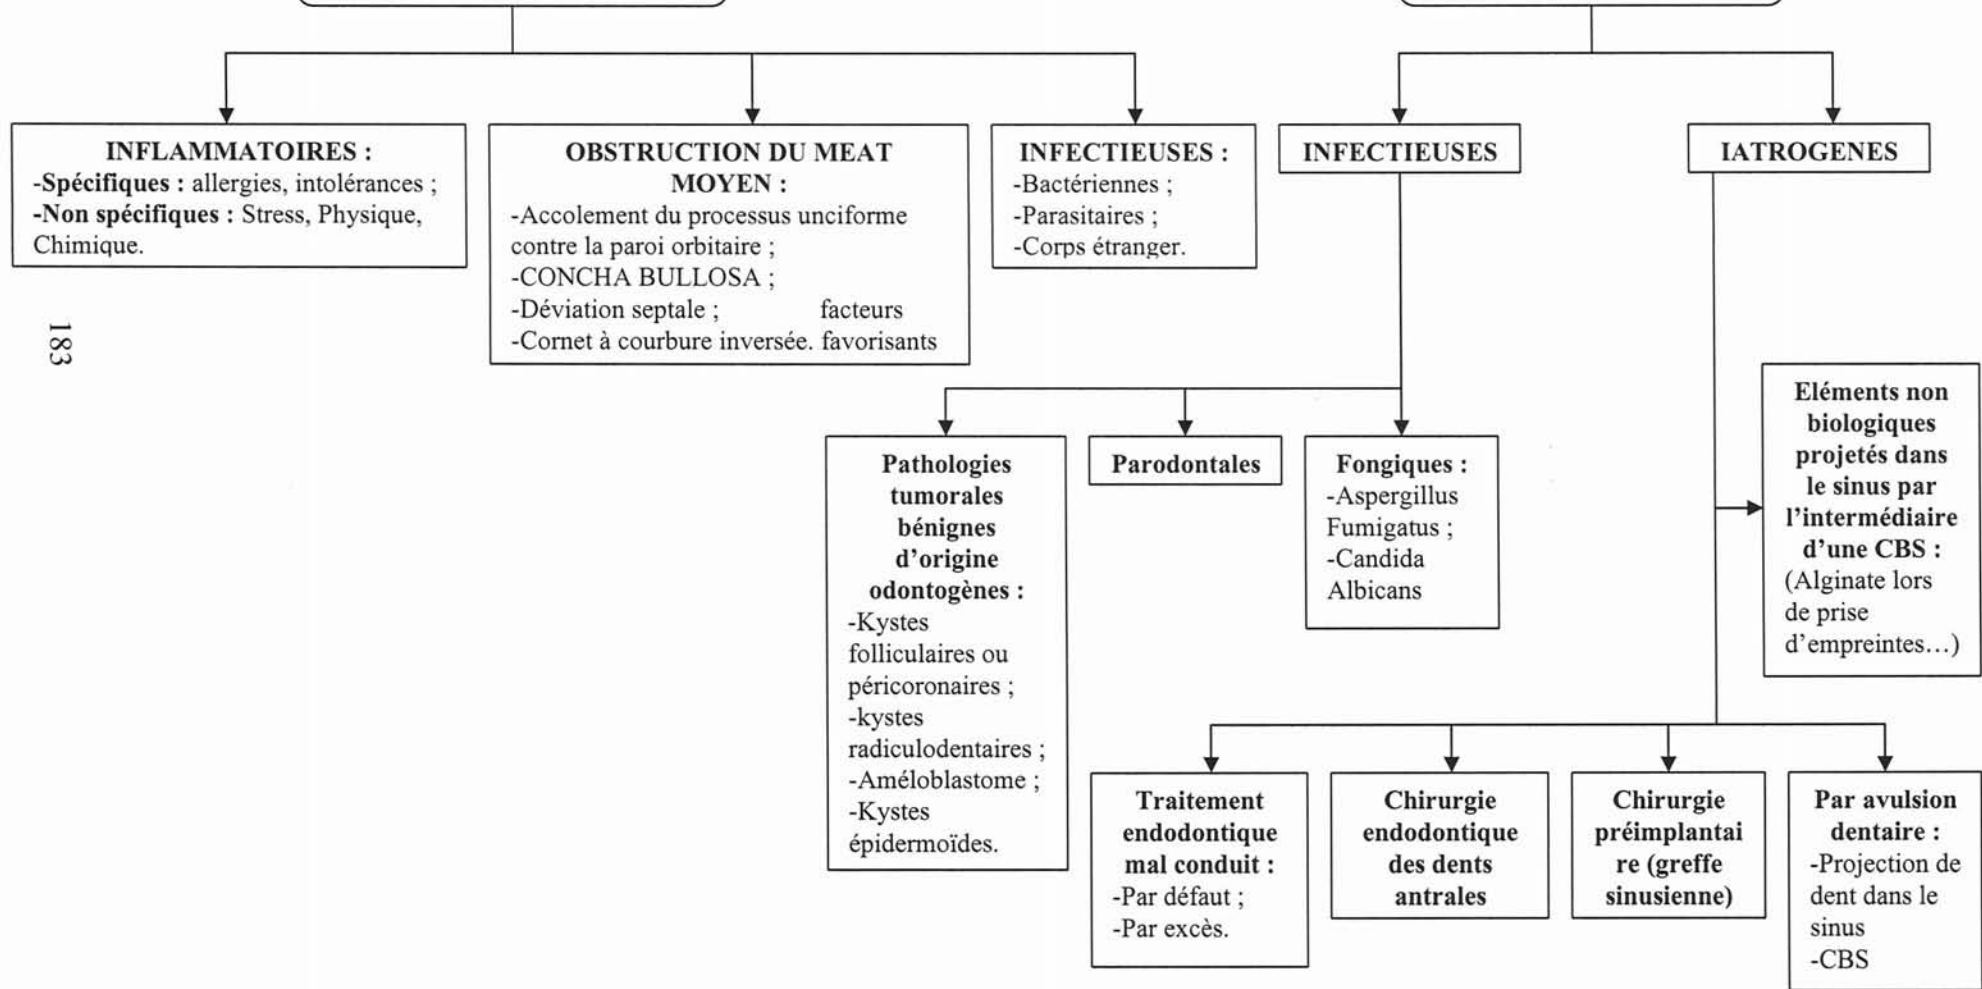 INFLAMMATOIRES :
-Spécifiques : allergies, intolérances ;
-Non spécifiques : Stress, Physique,
Chimique.
OBSTRUCTION DU MEAT
MOYEN :
-Accolement du processus unciforme
contre la paroi orbitaire ;
-CONCHA BULLOSA ;
-Déviation septale ; facteurs
-Cornet à courbure inversée. favorisants
INFECTIEUSES :
-Bactériennes ;
-Parasitaires ;
-Corps étranger.
INFECTIEUSES
IATROGENES
183
Pathologies
tumorales
bénignes
d'origine
odontogènes :
-Kystes
folliculaires ou
péricoronaires ;
-kystes
radiculodentaires ;
-Améloblastome ;
-Kystes
épidermoïdes.
Parodontales
Fongiques :
-Aspergillus
Fumigatus ;
-Candida
Albicans
Eléments non
biologiques
projetés dans
le sinus par
l'intermédiaire
d'une CBS :
(Alginate lors
de prise
d'empreintes…)
Traitement
endodontique
mal conduit :
-Par défaut ;
-Par excès.
Chirurgie
endodontique
des dents
antrales
Chirurgie
préimplantai
re (greffe
sinusienne)
Par avulsion
dentaire :
-Projection de
dent dans le
sinus
-CBS